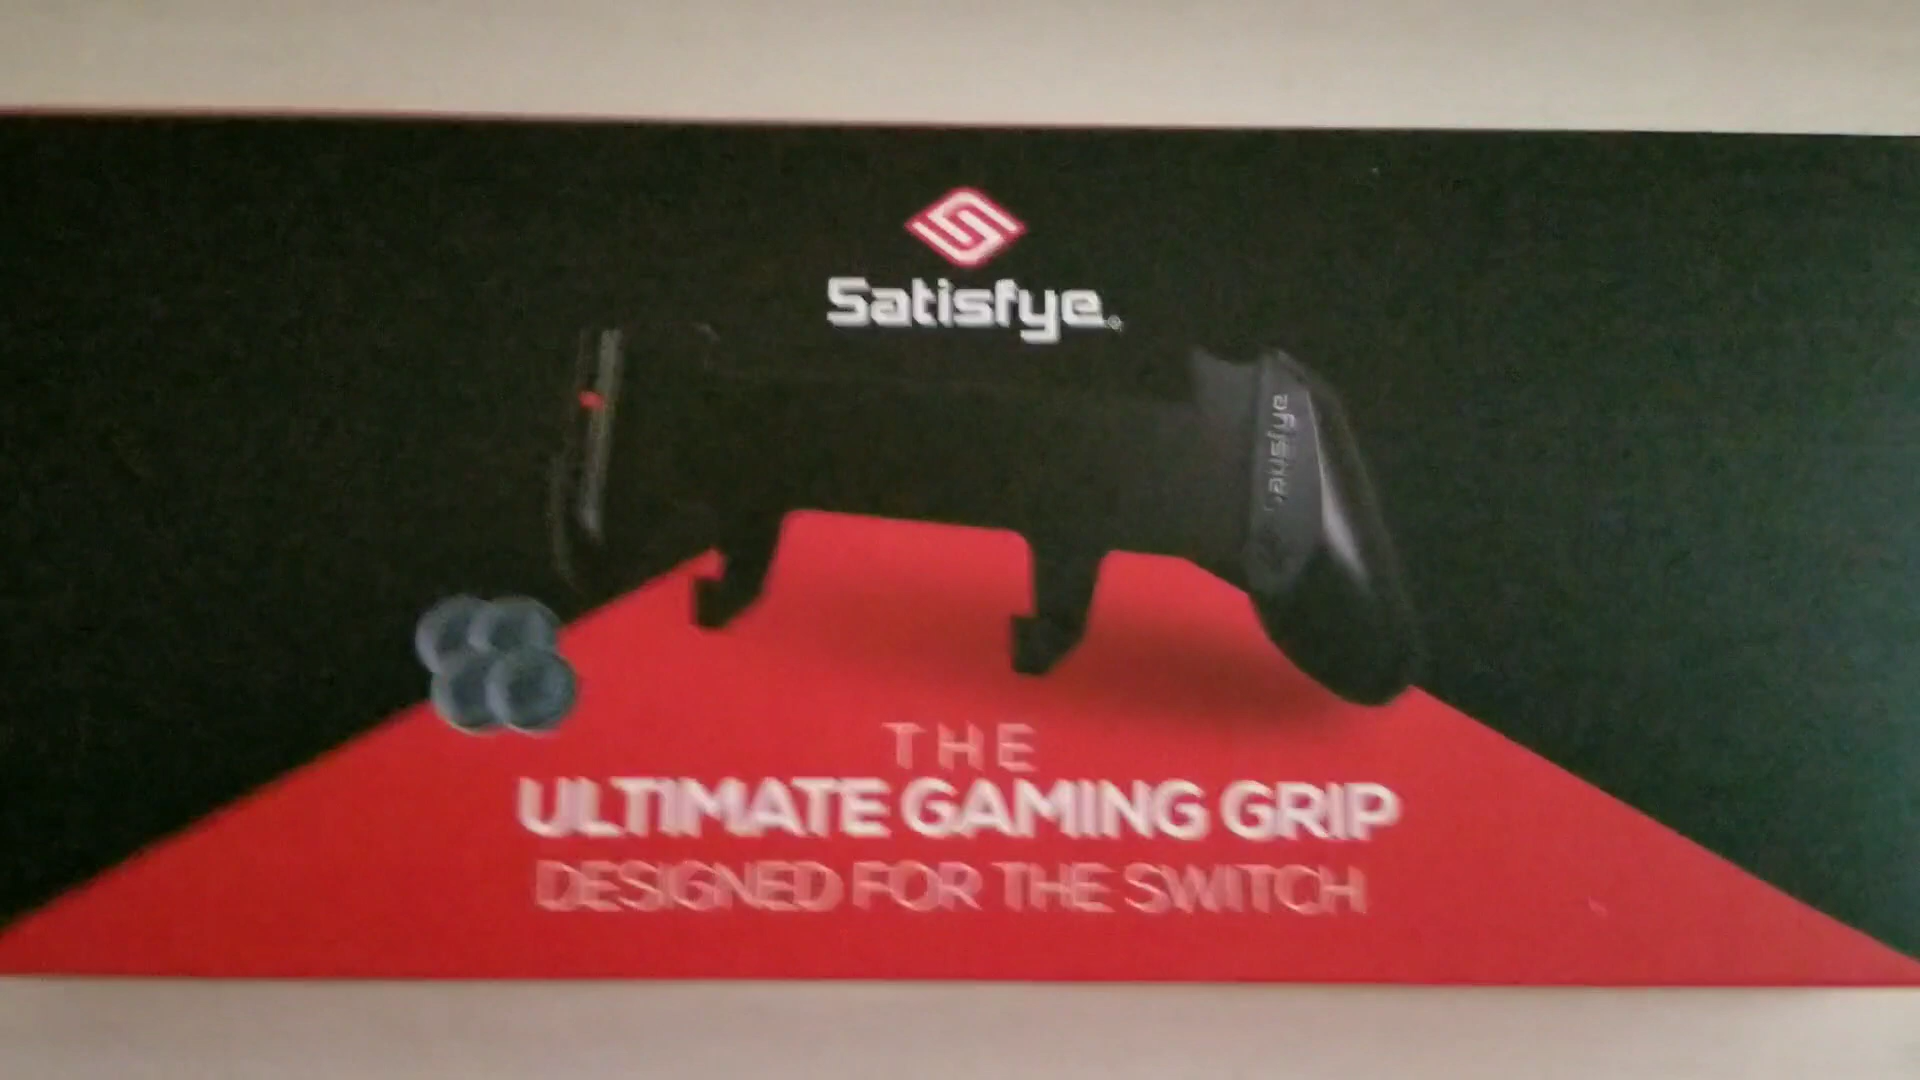 Satisfye®
Satisfye
THE
ULTIMATE GAMING GRIP
DESIGNED FOR THE SWITCH